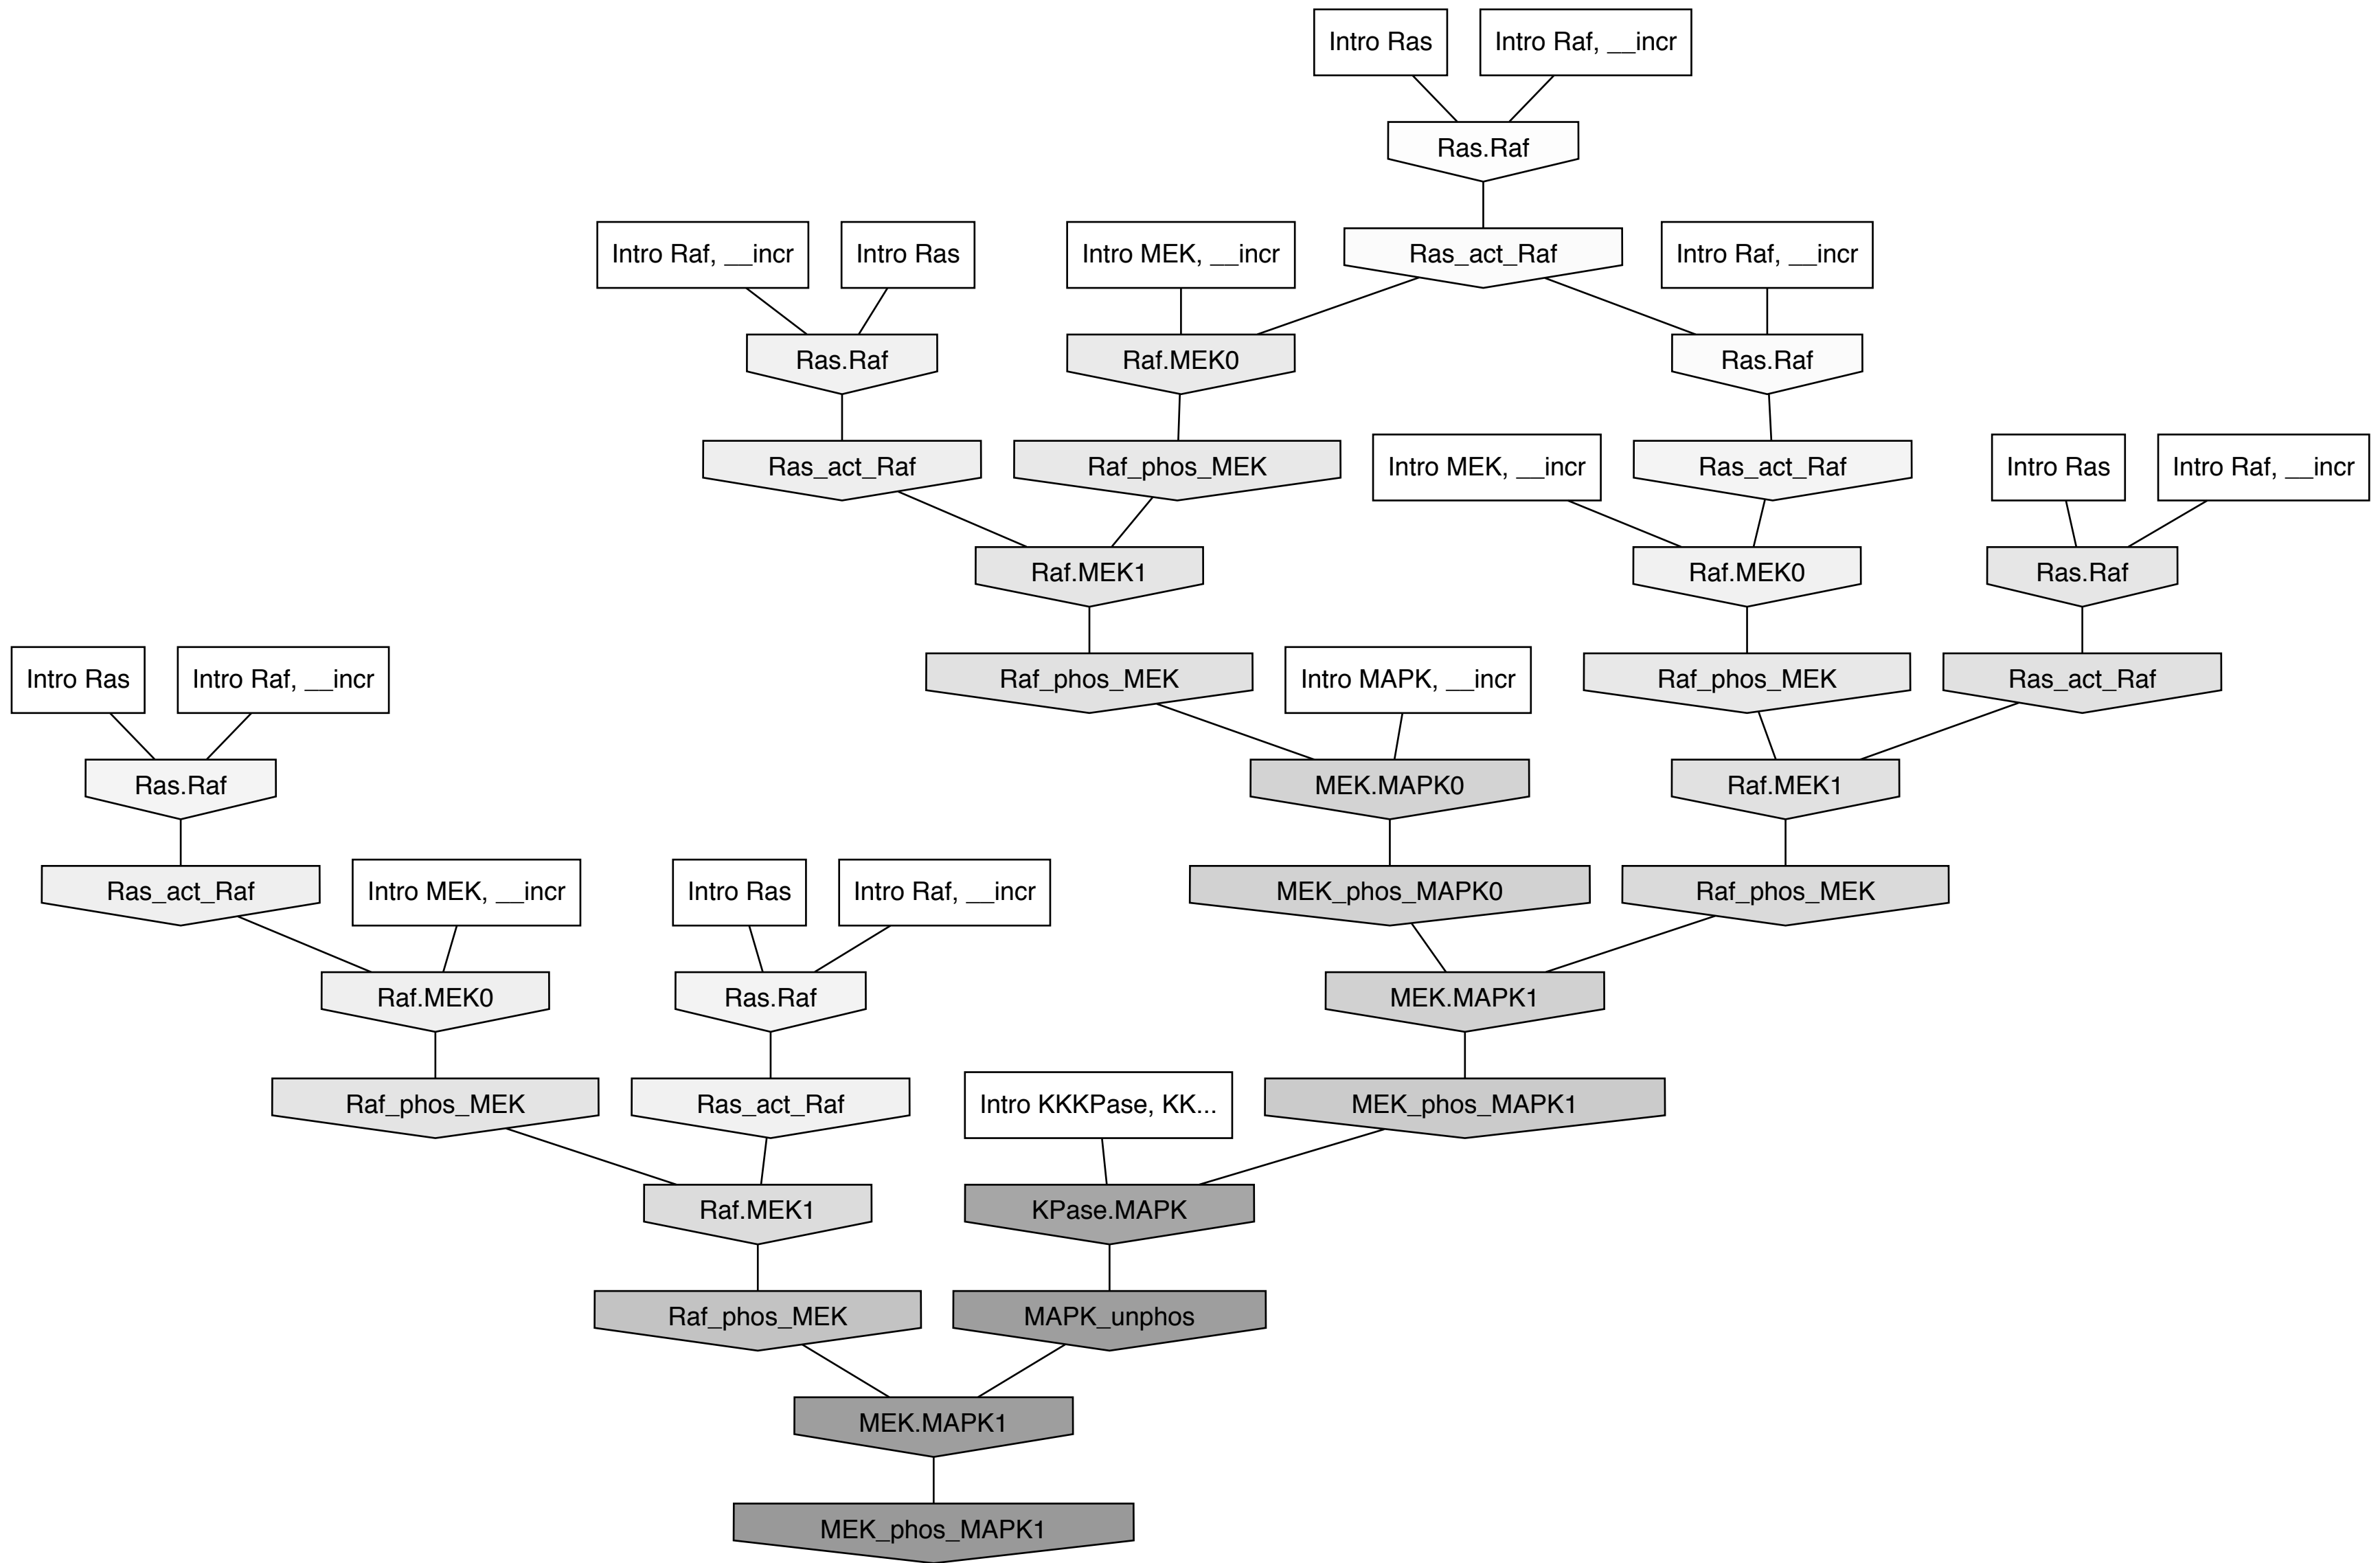 Intro Ras
Intro Raf, __incr
Ras.Raf
Intro Raf, __incr
Intro Ras
Intro MEK, __incr
Ras_act_Raf
Intro Raf, __incr
Ras.Raf
Raf.MEK0
Ras.Raf
Ras_act_Raf
Raf_phos_MEK
Intro MEK, __incr
Ras_act_Raf
Intro Ras
Intro Raf, __incr
Raf.MEK1
Raf.MEK0
Ras.Raf
Intro Ras
Intro Raf, __incr
Raf_phos_MEK
Intro MAPK, __incr
Raf_phos_MEK
Ras_act_Raf
Ras.Raf
MEK.MAPK0
Raf.MEK1
Ras_act_Raf
Intro MEK, __incr
Intro Ras
Intro Raf, __incr
MEK_phos_MAPK0
Raf_phos_MEK
Raf.MEK0
Ras.Raf
MEK.MAPK1
Raf_phos_MEK
Ras_act_Raf
Intro KKKPase, KK...
MEK_phos_MAPK1
Raf.MEK1
KPase.MAPK
Raf_phos_MEK
MAPK_unphos
MEK.MAPK1
MEK_phos_MAPK1